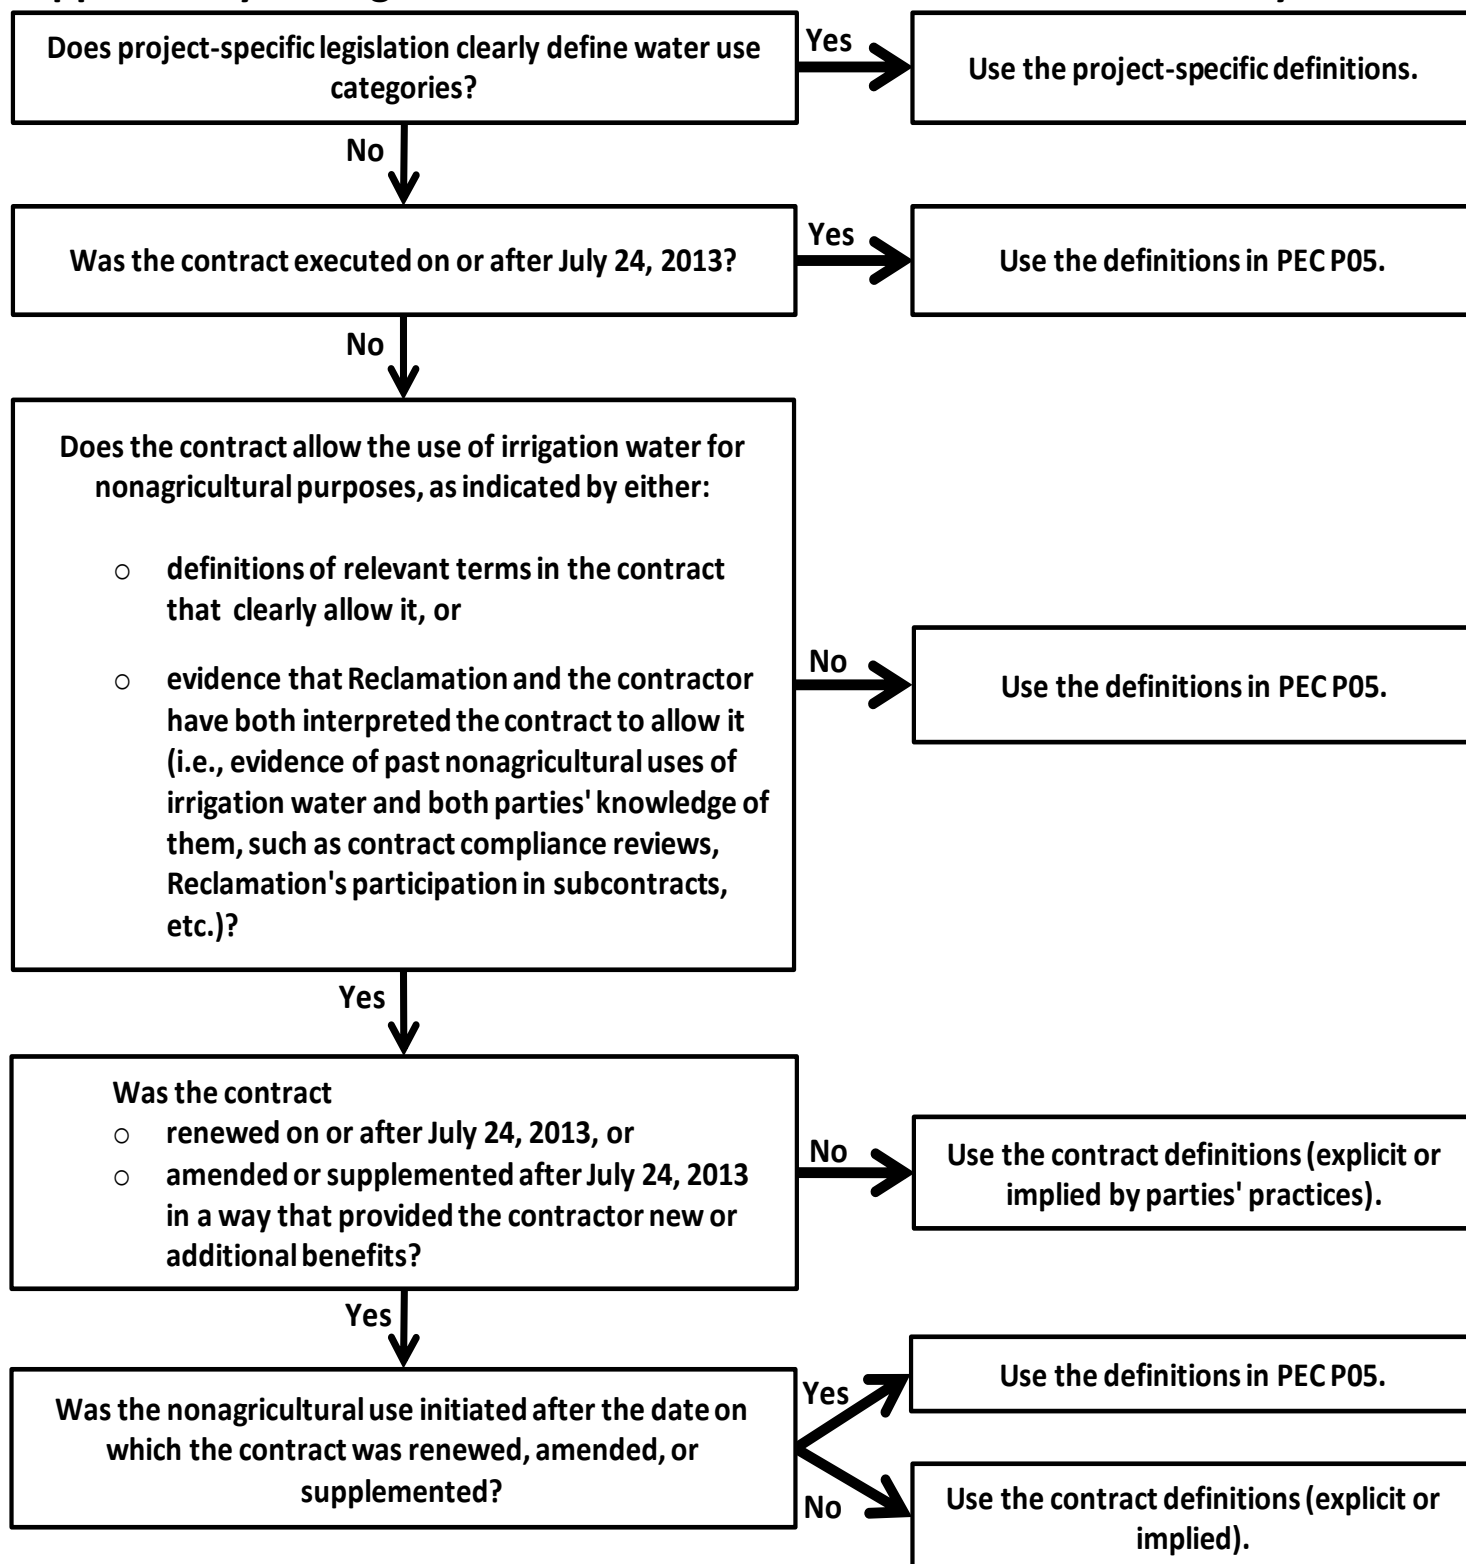 Does project-specific legislation clearly define water use
categories?
Yes
Use the project-specific definitions.
No
Was the contract executed on or after July 24, 2013?
Yes
Use the definitions in PEC P05.
No
Does the contract allow the use of irrigation water for
nonagricultural purposes, as indicated by either:
○ definitions of relevant terms in the contract
that clearly allow it, or
○ evidence that Reclamation and the contractor
have both interpreted the contract to allow it
(i.e., evidence of past nonagricultural uses of
irrigation water and both parties' knowledge of
them, such as contract compliance reviews,
Reclamation's participation in subcontracts,
etc.)?
No
Use the definitions in PEC P05.
Yes
Was the contract
○ renewed on or after July 24, 2013, or
○ amended or supplemented after July 24, 2013
in a way that provided the contractor new or
additional benefits?
No
Use the contract definitions (explicit or
implied by parties' practices).
Yes
Was the nonagricultural use initiated after the date on
which the contract was renewed, amended, or
supplemented?
Yes
Use the definitions in PEC P05.
No
Use the contract definitions (explicit or
implied).